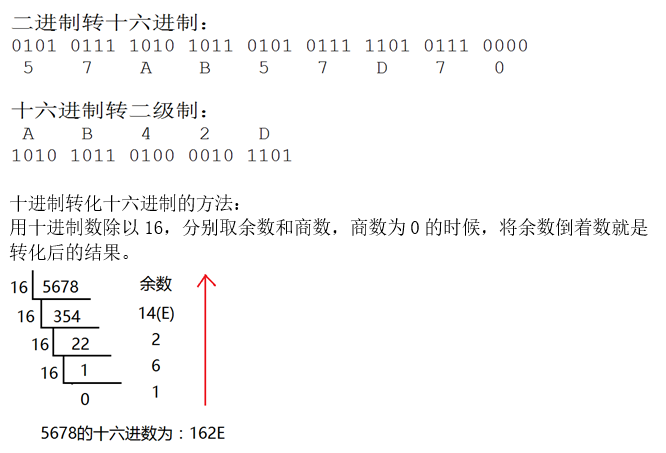 二进制转十六进制：
0101 0111 1010 1011 0101 0111 1101 0111 0000
5 7 A B 5 7 D 7 0
十六进制转二级制：
A B 4 2 D
1010 1011 0100 0010 1101
十进制转化十六进制的方法：
用十进制数除以16，分别取余数和商数，商数为0的时候，将余数倒着数就是
转化后的结果。
16 5678 余数
16 354 14(E)
16 22 2
16 1 6
0 1
5678的十六进数为：162E